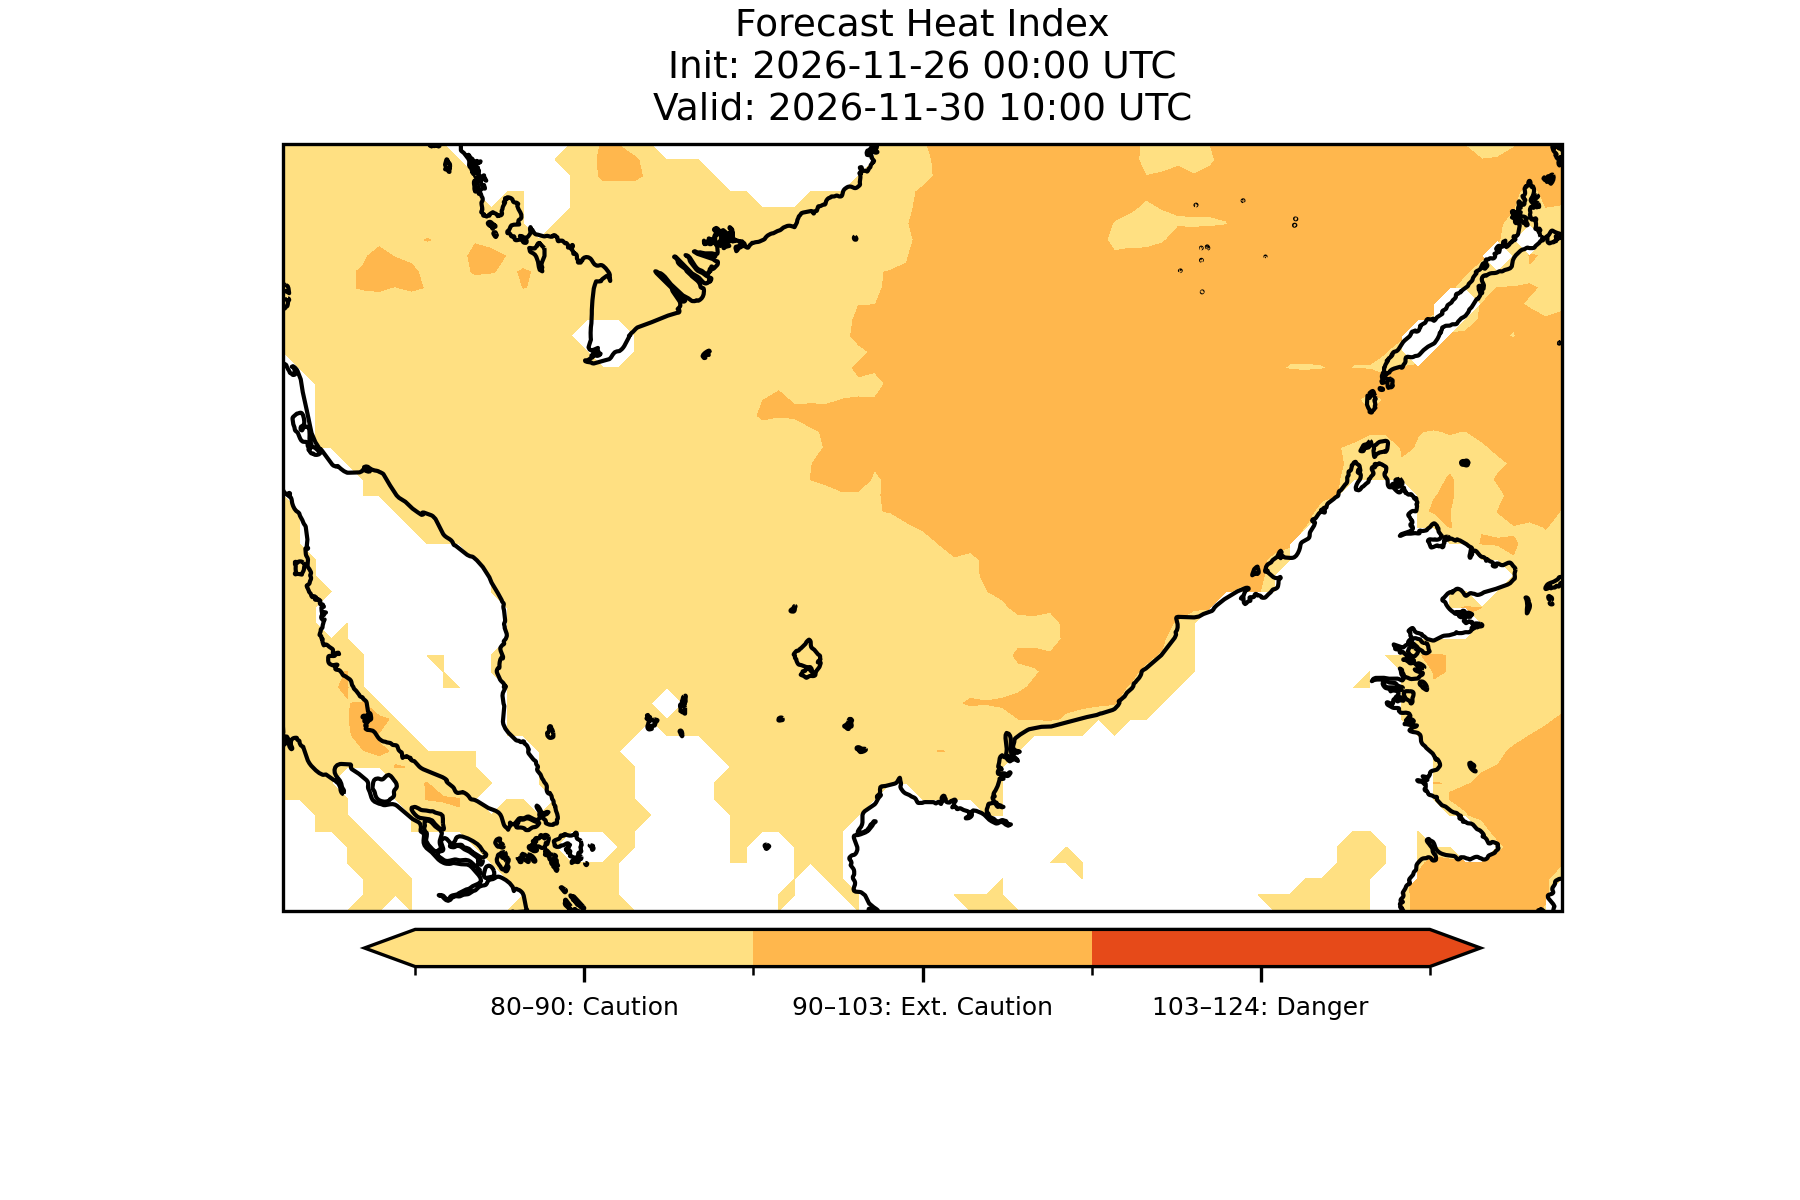 Forecast Heat Index
Init: 2026-11-26 00:00 UTC
Valid: 2026-11-30 10:00 UTC
80–90: Caution
90–103: Ext. Caution
103–124: Danger